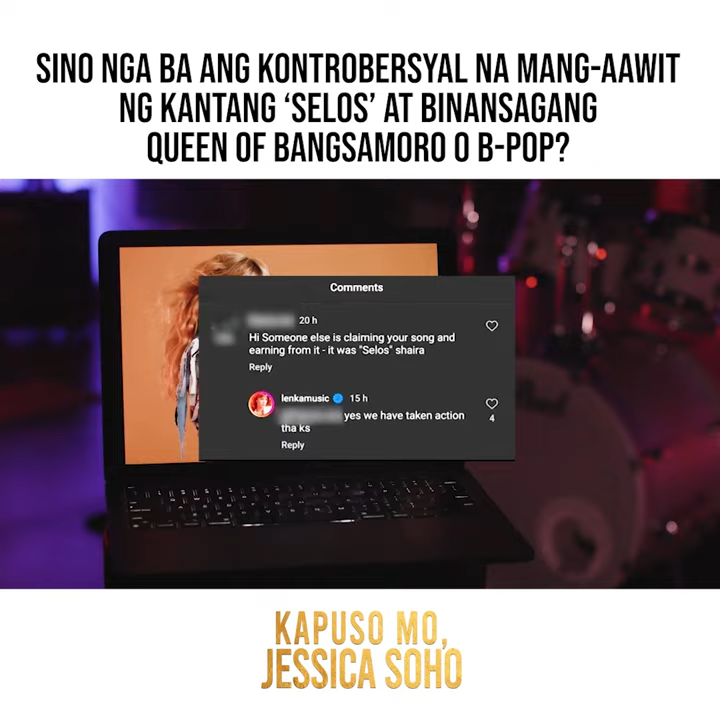 SINO NGA BA ANG KONTROBERSYAL NA MANG-AAWIT
NG KANTANG ‘SELOS’ AT BINANSAGANG
QUEEN OF BANGSAMORO O B-POP?
Comments
20 h
Hi Someone else is claiming your song and
earning from it - it was "Selos" shaira
Reply
lenkamusic 15 h
yes we have taken action
tha ks
4
Reply
KAPUSO MO,
JESSICA SOHO